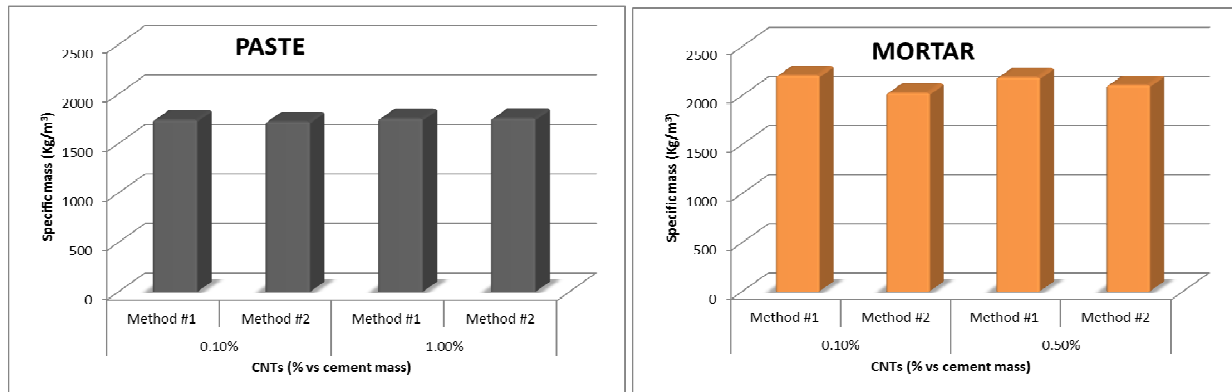 PASTE
2500
2000
1500
1000
500
0
Specific mass (Kg/m³)
Method #1 Method #2 Method #1 Method #2
0.10% 1.00%
CNTs (% vs cement mass)
MORTAR
2500
2000
1500
1000
500
0
Specific mass (Kg/m³)
Method #1 Method #2 Method #1 Method #2
0.10% 0.50%
CNTs (% vs cement mass)